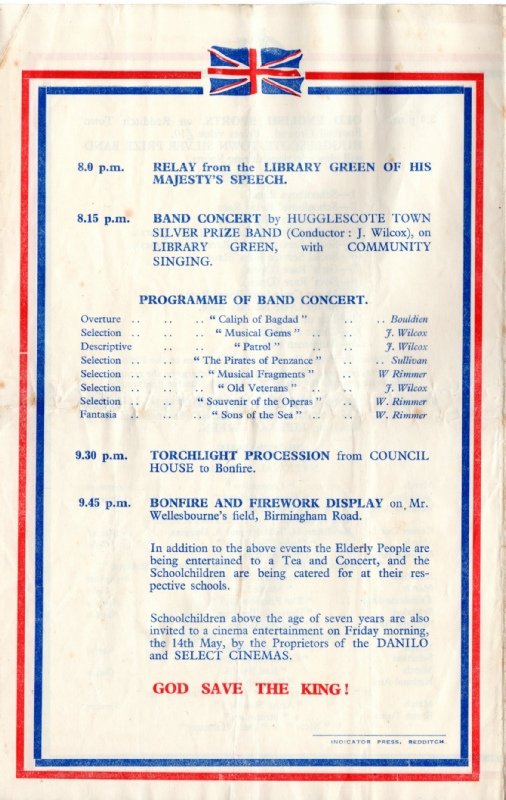 8.0 p.m. RELAY from the LIBRARY GREEN OF HIS
MAJESTY'S SPEECH.
8.15 p.m. BAND CONCERT by HUGGLESCOTE TOWN
SILVER PRIZE BAND (Conductor : J. Wilcox), on
LIBRARY GREEN, with COMMUNITY
SINGING.
PROGRAMME OF BAND CONCERT.
Overture .. .. .. " Caliph of Bagdad " .. .. Bouldien
Selection .. .. .. " Musical Gems " .. .. J. Wilcox
Descriptive .. .. " Patrol " .. .. J. Wilcox
Selection .. .. " The Pirates of Penzance " .. Sullivan
Selection .. .. .. " Musical Fragments " .. W Rimmer
Selection .. .. .. " Old Veterans " .. .. J. Wilcox
Selection .. .. " Souvenir of the Operas " .. W. Rimmer
Fantasia .. .. .. " Sons of the Sea " .. .. W. Rimmer
9.30 p.m. TORCHLIGHT PROCESSION from COUNCIL
HOUSE to Bonfire.
9.45 p.m. BONFIRE AND FIREWORK DISPLAY on Mr.
Wellesbourne's field, Birmingham Road.
In addition to the above events the Elderly People are
being entertained to a Tea and Concert, and the
Schoolchildren are being catered for at their res-
pective schools.
Schoolchildren above the age of seven years are also
invited to a cinema entertainment on Friday morning,
the 14th May, by the Proprietors of the DANILO
and SELECT CINEMAS.
GOD SAVE THE KING !
INDICATOR PRESS, REDDITCH